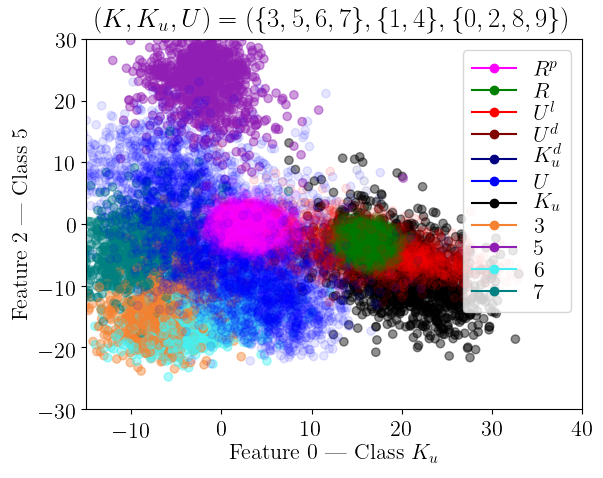 (K, K_u, U) = ({3, 5, 6, 7}, {1, 4}, {0, 2, 8, 9})
30
20
10
0
−10
−20
−30
Feature 2 — Class 5
R^p
R
U^l
U^d
K_u^d
U
K_u
3
5
6
7
−10
0
10
20
30
40
Feature 0 — Class K_u